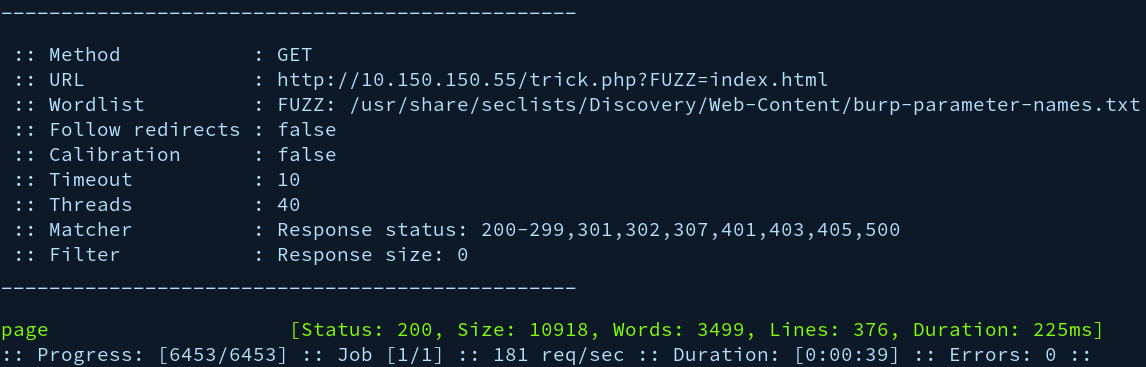 ________________________________________________
:: Method : GET
:: URL : http://10.150.150.55/trick.php?FUZZ=index.html
:: Wordlist : FUZZ: /usr/share/seclists/Discovery/Web-Content/burp-parameter-names.txt
:: Follow redirects : false
:: Calibration : false
:: Timeout : 10
:: Threads : 40
:: Matcher : Response status: 200-299,301,302,307,401,403,405,500
:: Filter : Response size: 0
________________________________________________
page [Status: 200, Size: 10918, Words: 3499, Lines: 376, Duration: 225ms]
:: Progress: [6453/6453] :: Job [1/1] :: 181 req/sec :: Duration: [0:00:39] :: Errors: 0 ::